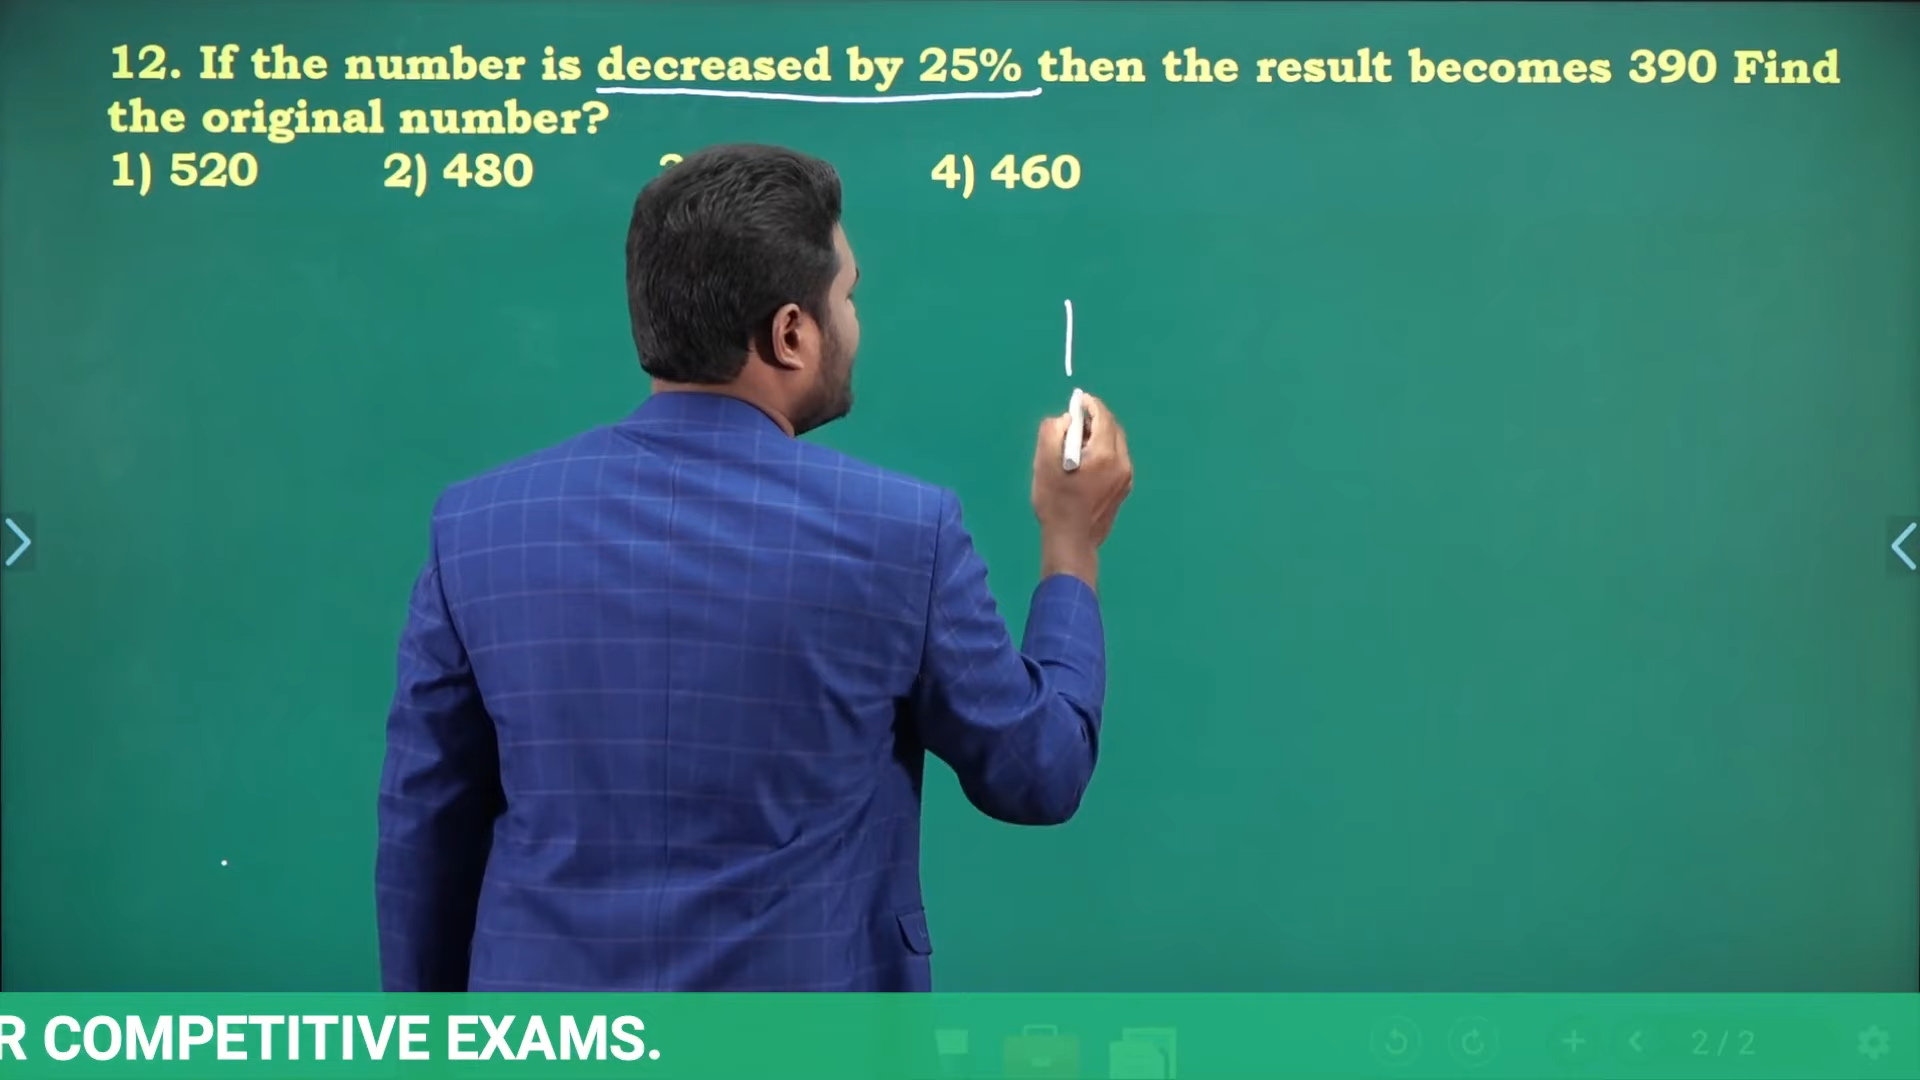 12. If the number is decreased by 25% then the result becomes 390 Find
the original number?
1) 520 2) 480 4) 460
R COMPETITIVE EXAMS.
2/2